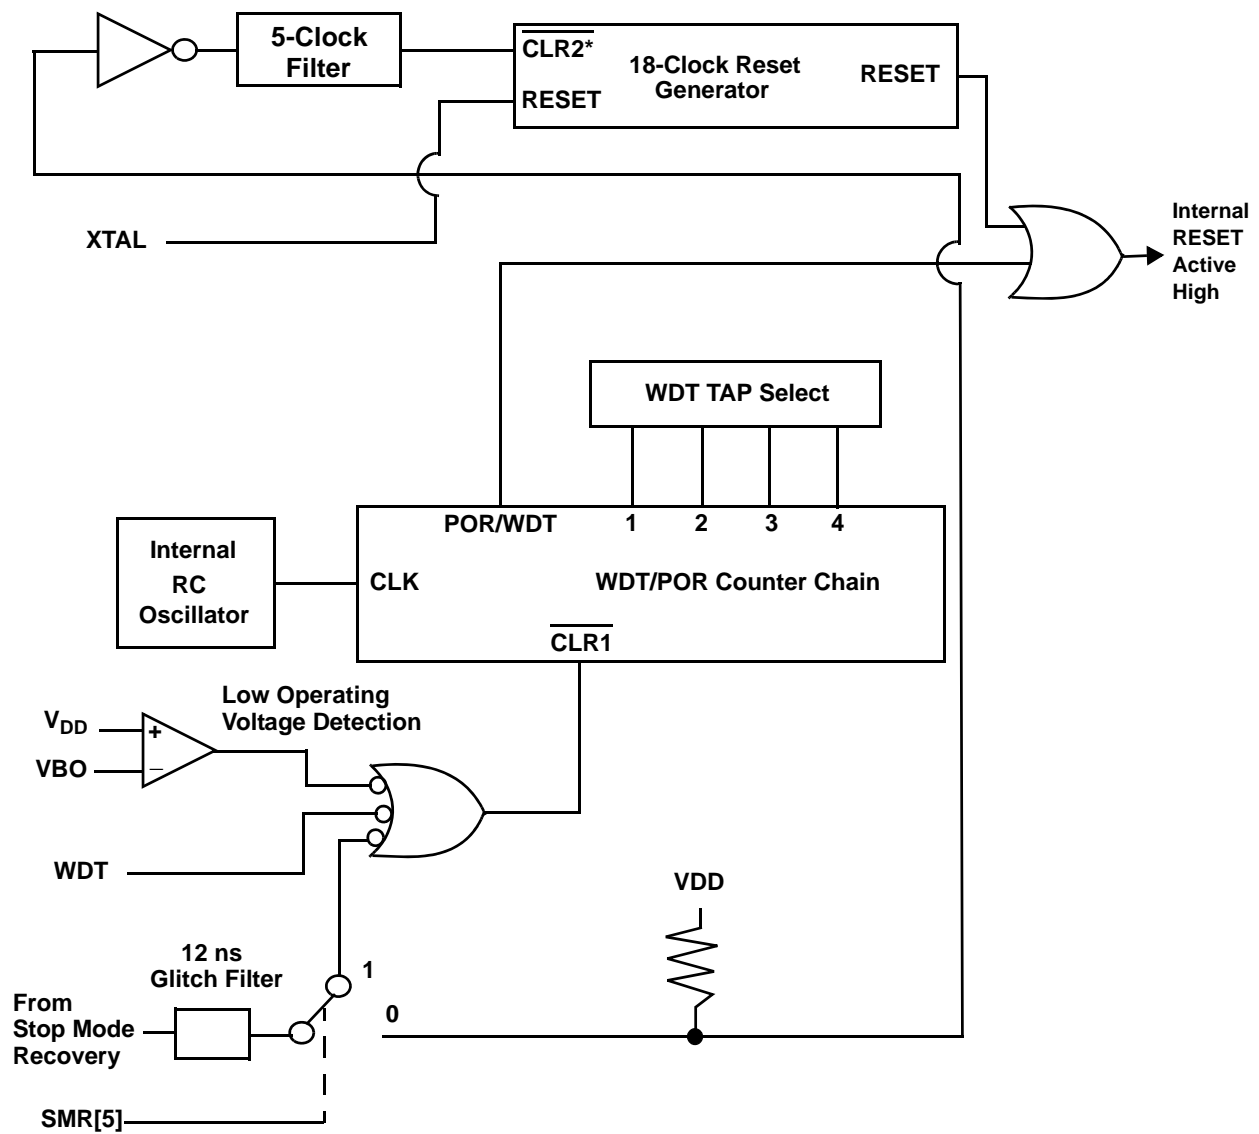 5-Clock
Filter
CLR2*
18-Clock Reset
Generator
RESET
RESET
XTAL
Internal
RESET
Active
High
WDT TAP Select
POR/WDT
1
2
3
4
Internal
RC
Oscillator
CLK
WDT/POR Counter Chain
CLR1
Low Operating
Voltage Detection
VDD
+
VBO
–
WDT
VDD
12 ns
Glitch Filter
1
From
Stop Mode
Recovery
0
SMR[5]